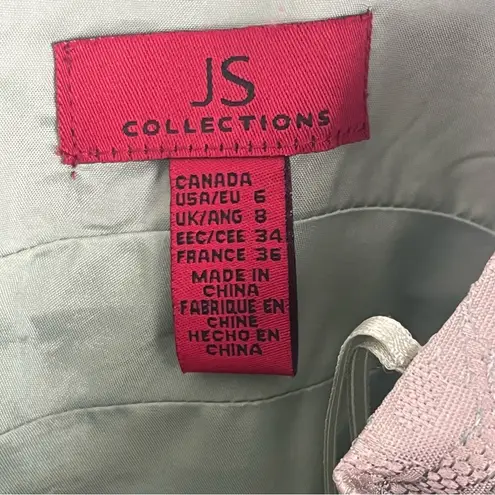 JS
COLLECTIONS
CANADA
USA/EU 6
UK/ANG 8
EEC/CEE 34
FRANCE 36
MADE IN
CHINA
FABRIQUE EN
CHINE
HECHO EN
CHINA